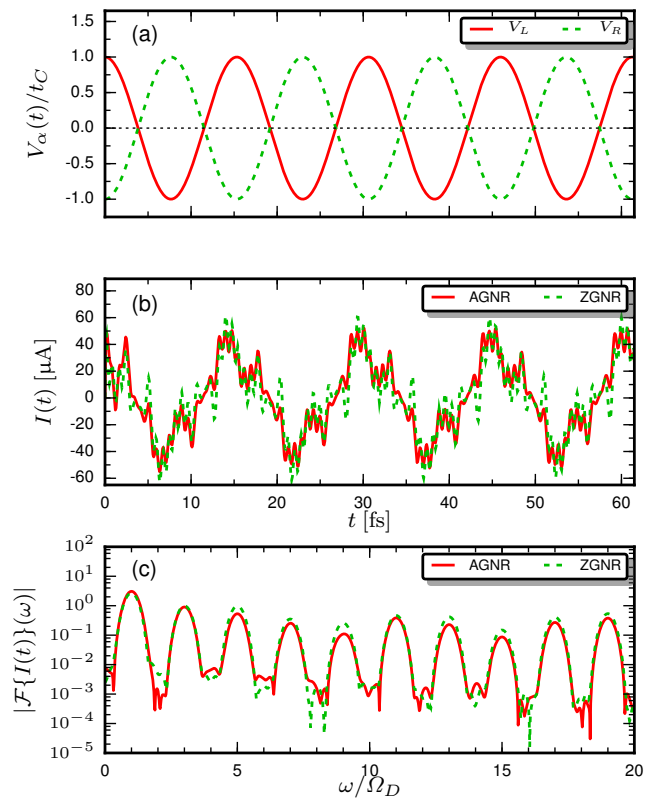 (a)
V_L V_R
1.5
1.0
0.5
0.0
-0.5
-1.0
V_α(t)/t_C
(b)
AGNR ZGNR
80
60
40
20
0
-20
-40
-60
I(t) [µA]
0 10 20 30 40 50 60
t [fs]
(c)
AGNR ZGNR
10^2
10^1
10^0
10^−1
10^−2
10^−3
10^−4
10^−5
|ℱ{I(t)}(ω)|
0 5 10 15 20
ω/Ω_D